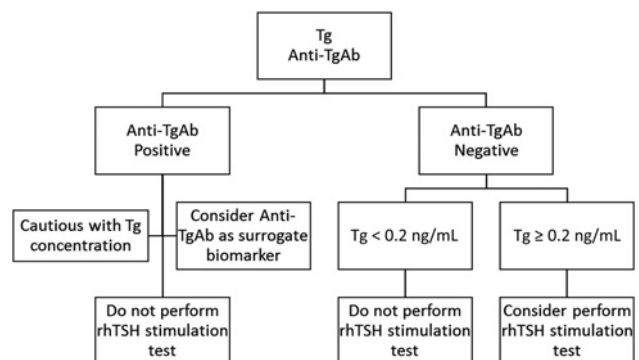 Tg
Anti-TgAb
Anti-TgAb
Positive
Anti-TgAb
Negative
Cautious with Tg
concentration
Consider Anti-
TgAb as surrogate
biomarker
Tg < 0.2 ng/mL
Tg ≥ 0.2 ng/mL
Do not perform
rhTSH stimulation
test
Do not perform
rhTSH stimulation
test
Consider perform
rhTSH stimulation
test